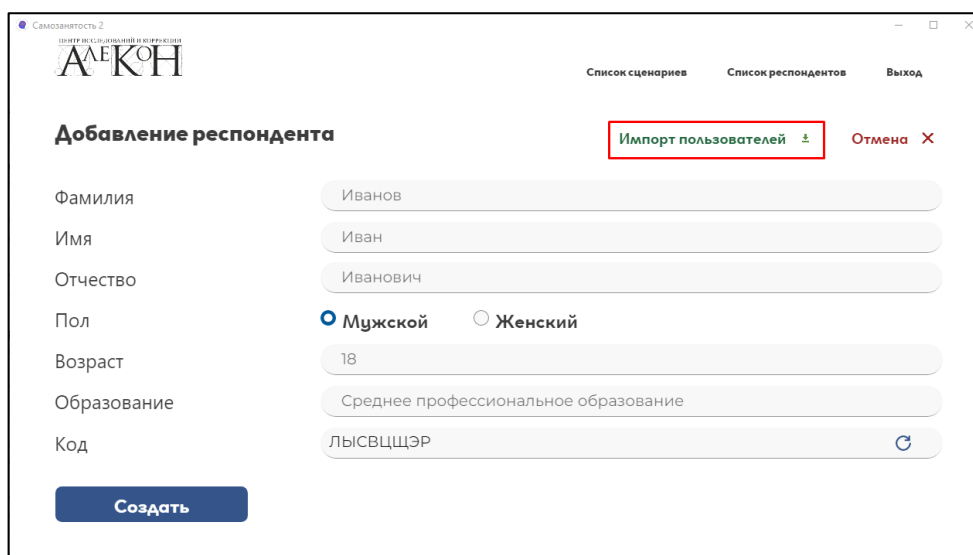 Самозанятость 2
ЦЕНТР ИССЛЕДОВАНИЙ И КОРРЕКЦИИ
АЛЕКОН
Список сценариев Список респондентов Выход
Добавление респондента
Импорт пользователей Отмена
Фамилия Иванов
Имя Иван
Отчество Иванович
Пол Мужской Женский
Возраст 18
Образование Среднее профессиональное образование
Код ЛЫСВЦЩЭР
Создать